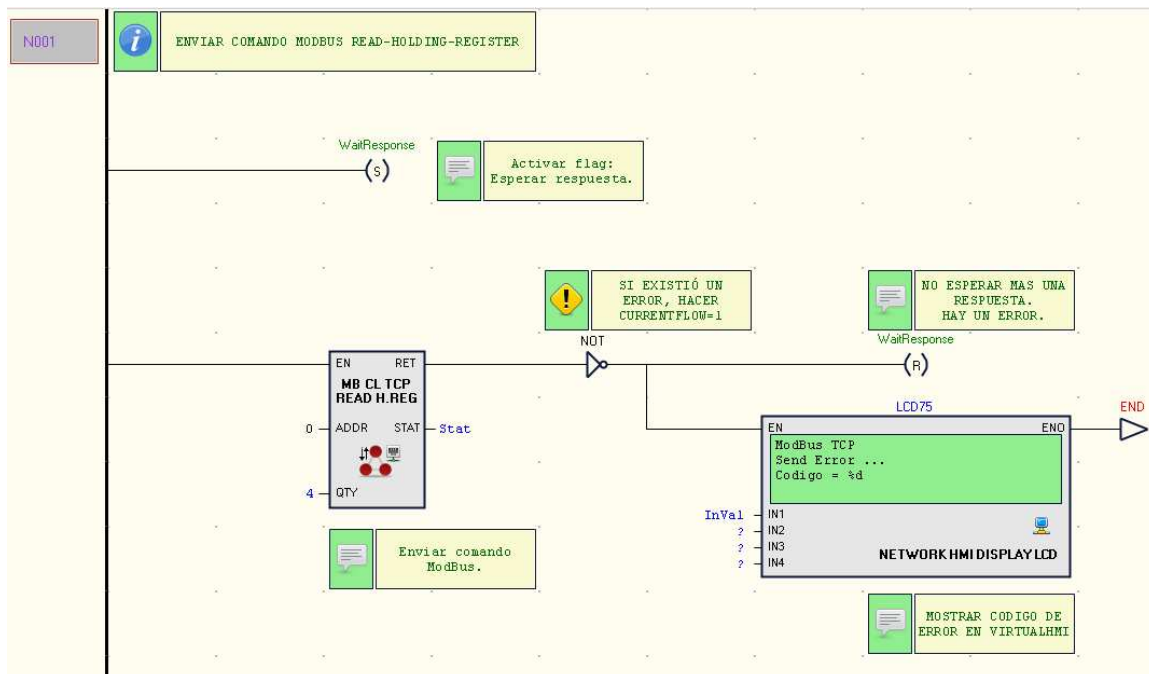 N001
ENVIAR COMANDO MODBUS READ-HOLDING-REGISTER
WaitResponse
(S)
Activar flag:
Esperar respuesta.
SI EXISTIÓ UN
ERROR, HACER
CURRENTFLOW=1
NO ESPERAR MAS UNA
RESPUESTA.
HAY UN ERROR.
NOT
WaitResponse
(R)
EN RET
MB CL TCP
READ H.REG
0 ADDR STAT Stat
4 QTY
Enviar comando
ModBus.
LCD75
END
EN ENO
ModBus TCP
Send Error ...
Codigo = %d
InVal IN1
? IN2
? IN3
? IN4
NETWORK HMI DISPLAY LCD
MOSTRAR CODIGO DE
ERROR EN VIRTUALHMI